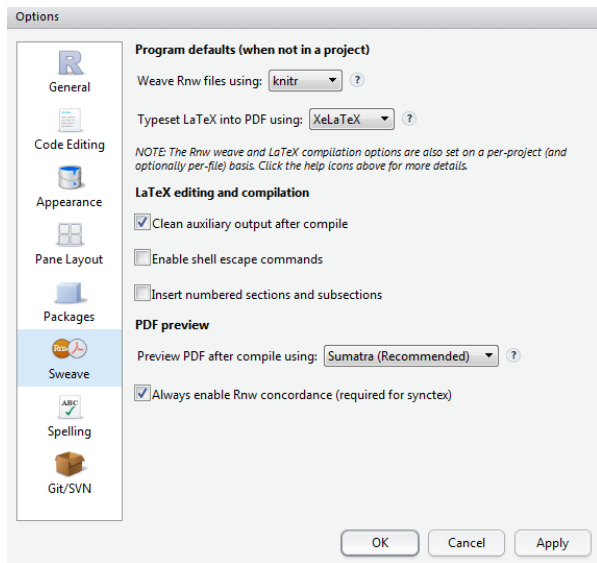 Options
R
General
Code Editing
Appearance
Pane Layout
Packages
Rnw
Sweave
ABC
Spelling
Git/SVN
Program defaults (when not in a project)
Weave Rnw files using: knitr ?
Typeset LaTeX into PDF using: XeLaTeX ?
NOTE: The Rnw weave and LaTeX compilation options are also set on a per-project (and
optionally per-file) basis. Click the help icons above for more details.
LaTeX editing and compilation
Clean auxiliary output after compile
Enable shell escape commands
Insert numbered sections and subsections
PDF preview
Preview PDF after compile using: Sumatra (Recommended) ?
Always enable Rnw concordance (required for synctex)
OK Cancel Apply